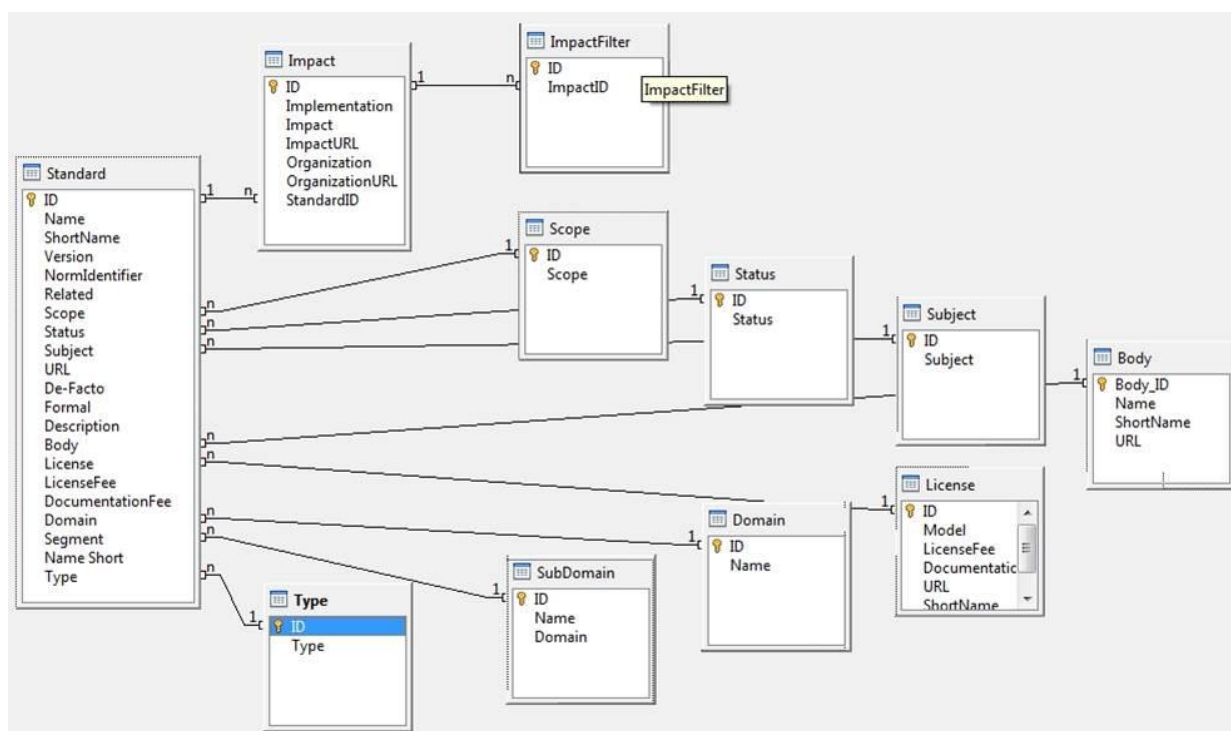 Impact
ID
Implementation
Impact
ImpactURL
Organization
OrganizationURL
StandardID
1
n
ImpactFilter
ID
ImpactID
ImpactFilter
Standard
ID
Name
ShortName
Version
NormIdentifier
Related
Scope
Status
Subject
URL
De-Facto
Formal
Description
Body
License
LicenseFee
DocumentationFee
Domain
Segment
Name Short
Type
1
n
n
n
n
n
n
n
n
n
1
Scope
ID
Scope
1
Status
ID
Status
1
Subject
ID
Subject
1
Body
Body_ID
Name
ShortName
URL
1
License
ID
Model
LicenseFee
Documentatic
URL
ShortName
1
Domain
ID
Name
1
SubDomain
ID
Name
Domain
1
Type
ID
Type